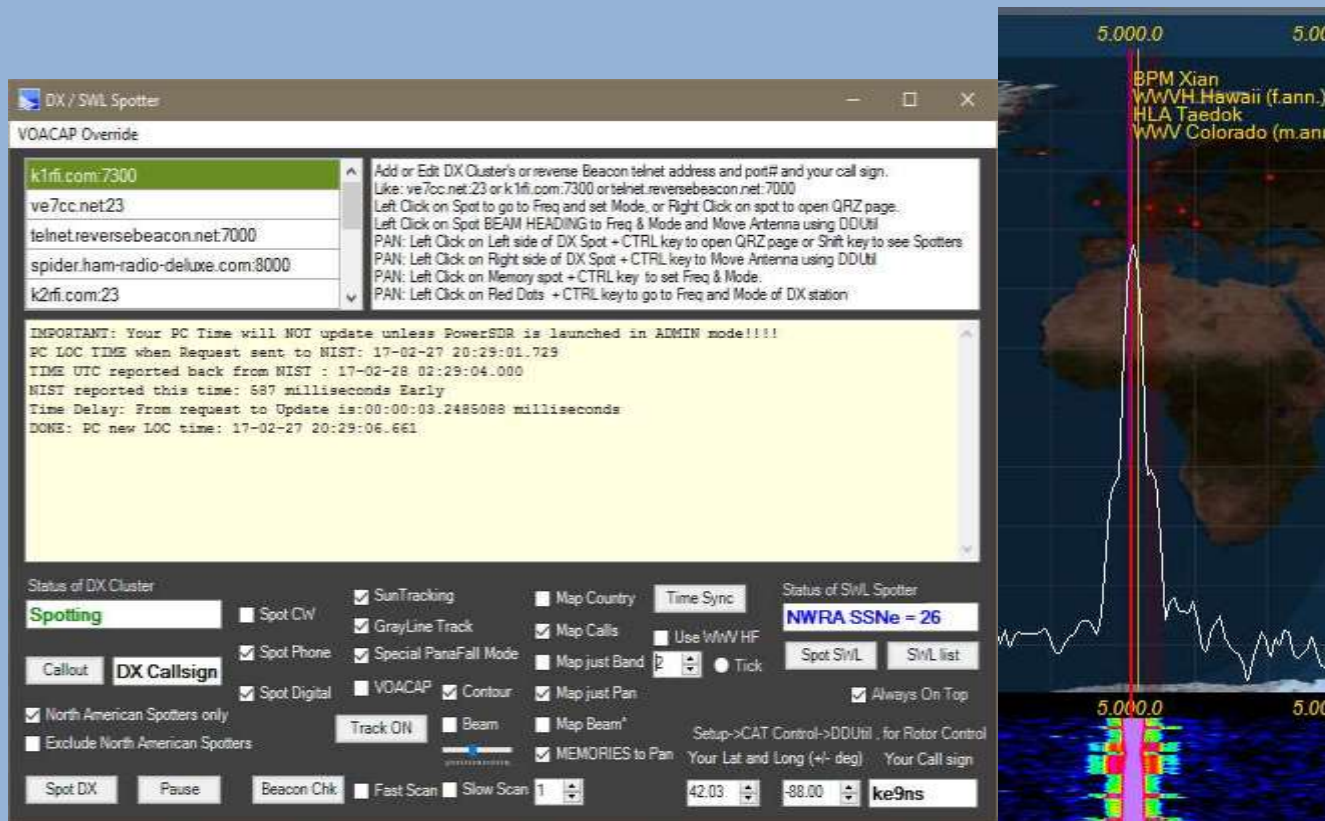 DX / SWL Spotter
VOACAP Override
k1rfi.com:7300
ve7cc.net:23
telnet.reversebeacon.net:7000
spider.ham-radio-deluxe.com:8000
k2rfi.com:23
Add or Edit DX Cluster's or reverse Beacon telnet address and port# and your call sign.
Like: ve7cc.net:23 or k1rfi.com:7300 or telnet.reversebeacon.net:7000
Left Click on Spot to go to Freq and set Mode, or Right Click on spot to open QRZ page.
Left Click on Spot BEAM HEADING to Freq & Mode and Move Antenna using DDUtil
PAN: Left Click on Left side of DX Spot + CTRL key to open QRZ page or Shift key to see Spotters
PAN: Left Click on Right side of DX Spot + CTRL key to Move Antenna using DDUtil
PAN: Left Click on Memory spot + CTRL key to set Freq & Mode.
PAN: Left Click on Red Dots + CTRL key to go to Freq and Mode of DX station
IMPORTANT: Your PC Time will NOT update unless PowerSDR is launched in ADMIN mode!!!!
PC LOC TIME when Request sent to NIST: 17-02-27 20:29:01.729
TIME UTC reported back from NIST : 17-02-28 02:29:04.000
NIST reported this time: 587 milliseconds Early
Time Delay: From request to Update is:00:00:03.2485088 milliseconds
DONE: PC new LOC time: 17-02-27 20:29:06.661
Status of DX Cluster
Spotting
Callout
DX Callsign
North American Spotters only
Exclude North American Spotters
Spot DX
Pause
Beacon Chk
Spot CW
Spot Phone
Spot Digital
SunTracking
GrayLine Track
Special PanaFall Mode
VOACAP
Contour
Track ON
Beam
Fast Scan
Slow Scan
1
Map Country
Map Calls
Map just Band
Map just Pan
Map Beam°
MEMORIES to Pan
Time Sync
Use WWV HF
2
Tick
Status of SWL Spotter
NWRA SSNe = 26
Spot SWL
SWL list
Always On Top
Setup->CAT Control->DDUtil , for Rotor Control
Your Lat and Long (+/- deg)
Your Call sign
42.03
-88.00
ke9ns
5.000.0
5.00
BPM Xian
WWVH.Hawaii (f.ann.)
HLA Taedok
WWV Colorado (m.ann
5.000.0
5.00